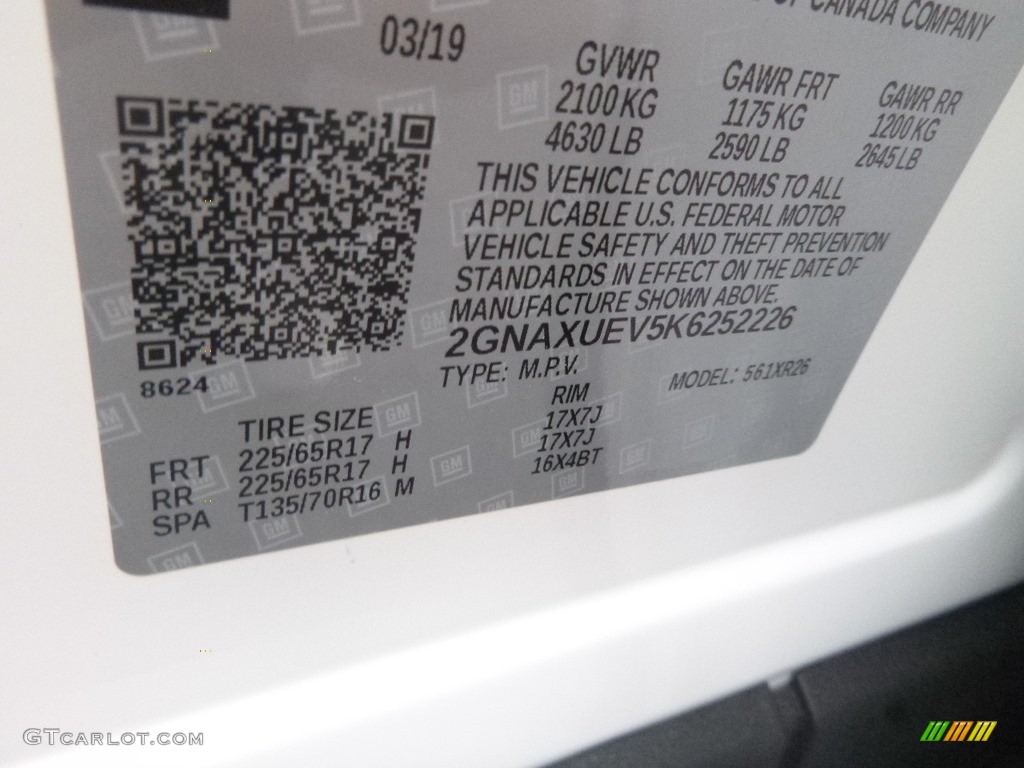 OF CANADA COMPANY
03/19
GVWR GAWR FRT GAWR RR
2100 KG 1175 KG 1200 KG
4630 LB 2590 LB 2645 LB
THIS VEHICLE CONFORMS TO ALL
APPLICABLE U.S. FEDERAL MOTOR
VEHICLE SAFETY AND THEFT PREVENTION
STANDARDS IN EFFECT ON THE DATE OF
MANUFACTURE SHOWN ABOVE.
2GNAXUEV5K6252226
TYPE: M.P.V. MODEL: 561XR26
8624
TIRE SIZE RIM
FRT 225/65R17 H 17X7J
RR 225/65R17 H 17X7J
SPA T135/70R16 M 16X4BT
GM
GTCARLOT.COM